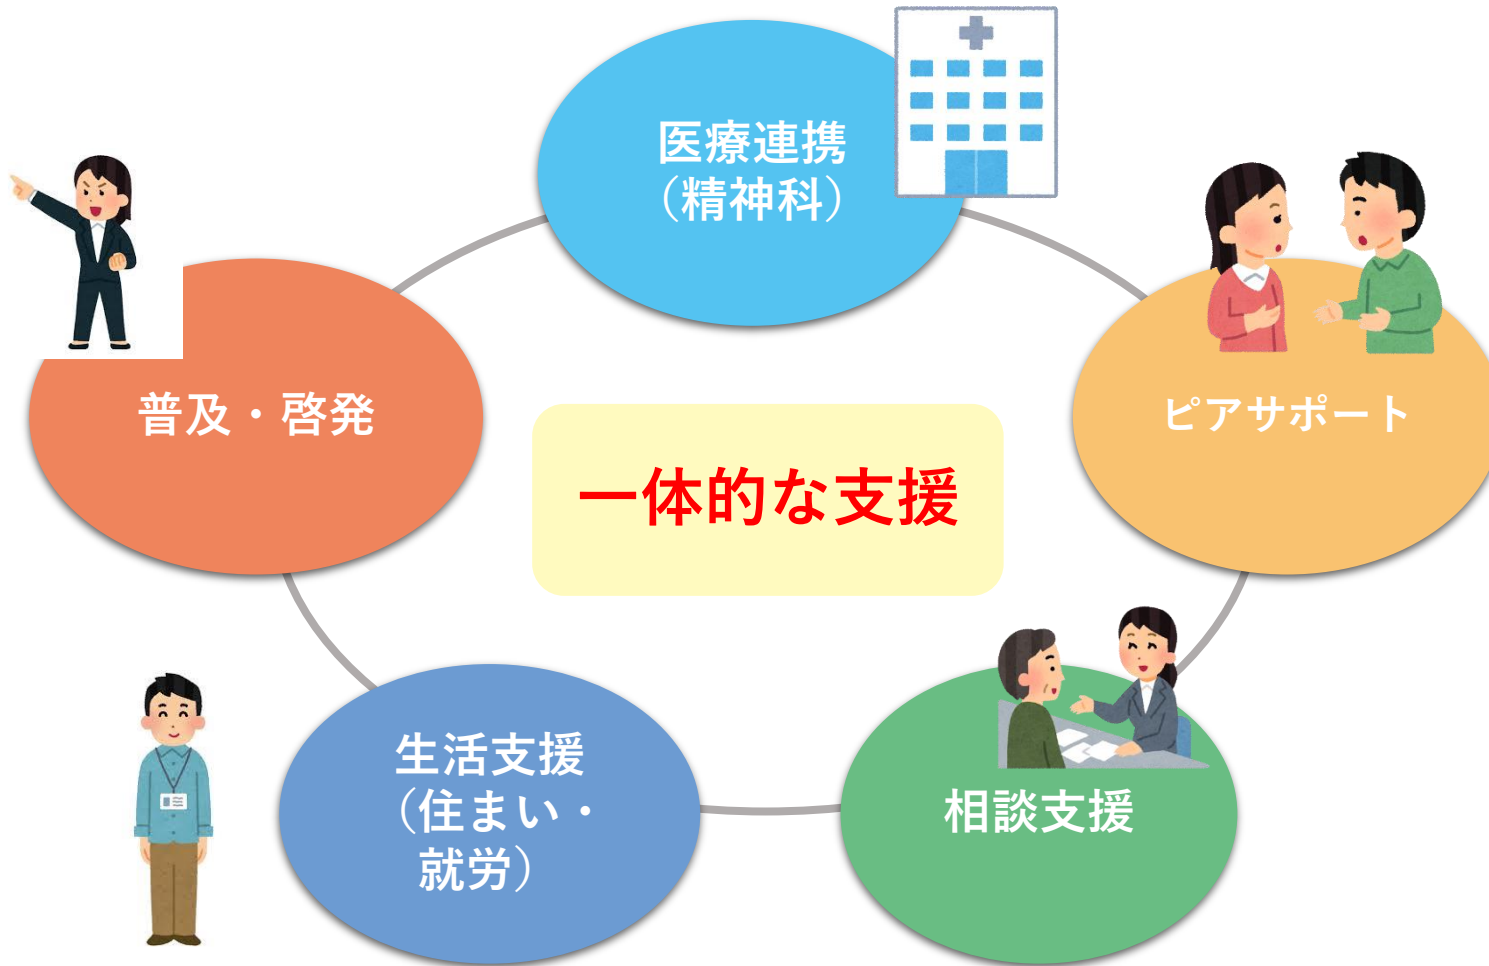 医療連携
（精神科）
普及・啓発
ピアサポート
一体的な支援
生活支援
（住まい・
就労）
相談支援